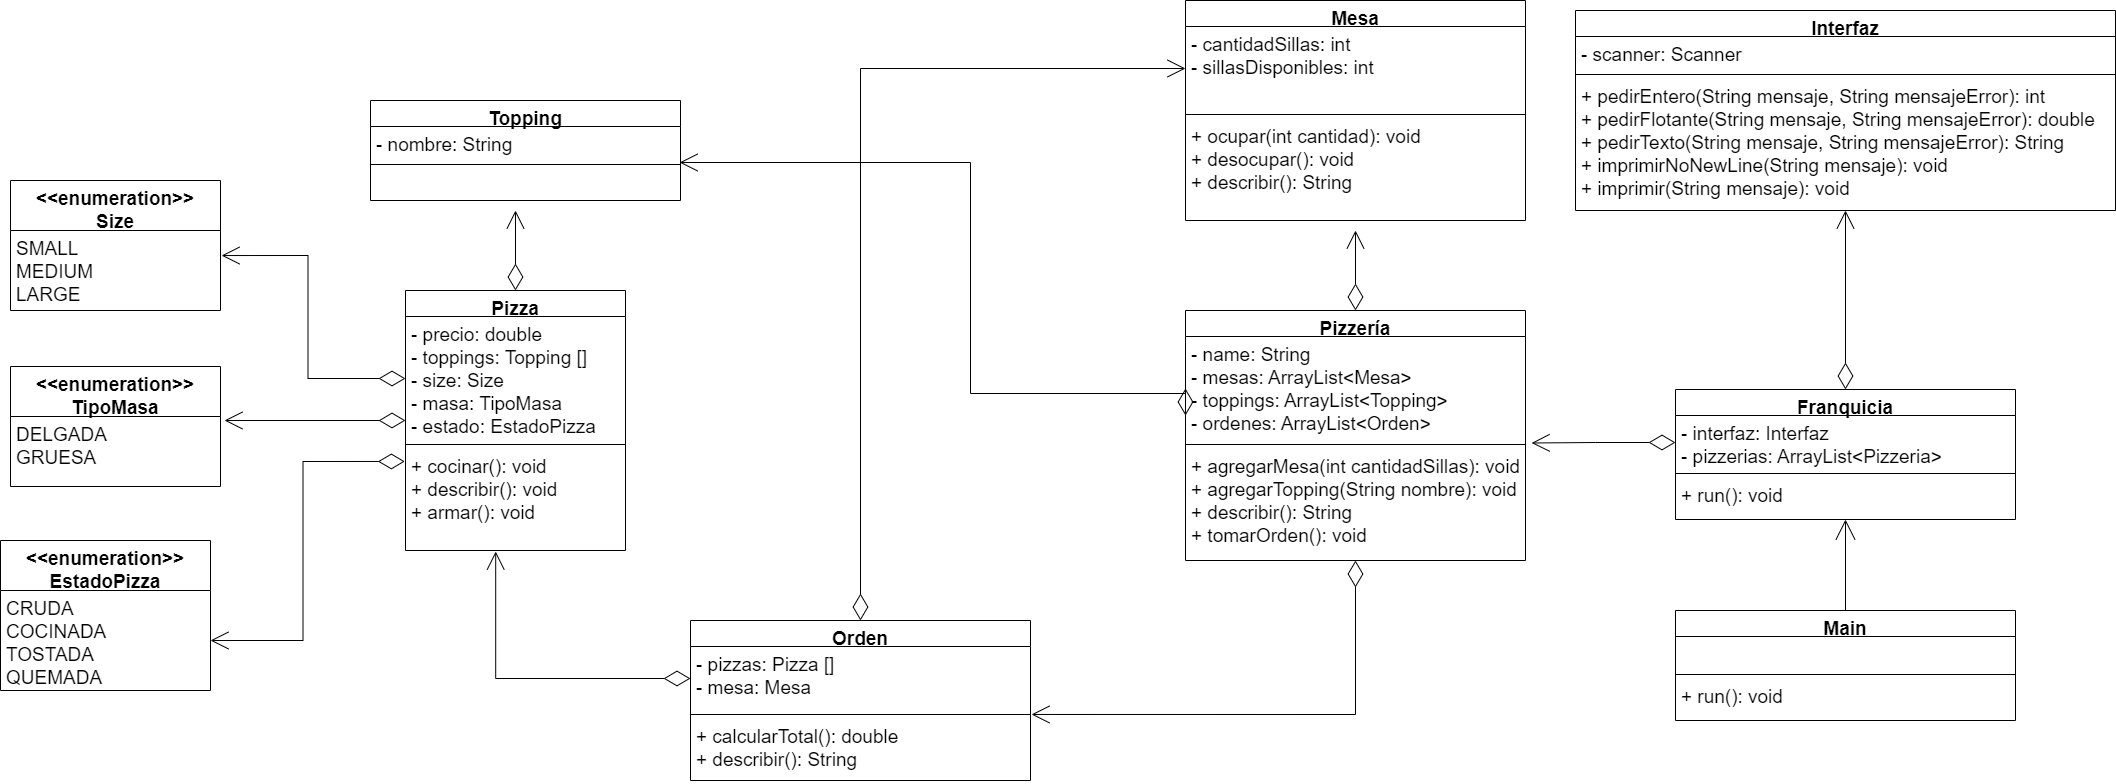 Mesa
- cantidadSillas: int
- sillasDisponibles: int
+ ocupar(int cantidad): void
+ desocupar(): void
+ describir(): String
Interfaz
- scanner: Scanner
+ pedirEntero(String mensaje, String mensajeError): int
+ pedirFlotante(String mensaje, String mensajeError): double
+ pedirTexto(String mensaje, String mensajeError): String
+ imprimirNoNewLine(String mensaje): void
+ imprimir(String mensaje): void
Topping
- nombre: String
<<enumeration>>
Size
SMALL
MEDIUM
LARGE
Pizza
- precio: double
- toppings: Topping []
- size: Size
- masa: TipoMasa
- estado: EstadoPizza
+ cocinar(): void
+ describir(): void
+ armar(): void
Pizzería
- name: String
- mesas: ArrayList<Mesa>
- toppings: ArrayList<Topping>
- ordenes: ArrayList<Orden>
+ agregarMesa(int cantidadSillas): void
+ agregarTopping(String nombre): void
+ describir(): String
+ tomarOrden(): void
<<enumeration>>
TipoMasa
DELGADA
GRUESA
Franquicia
- interfaz: Interfaz
- pizzerias: ArrayList<Pizzeria>
+ run(): void
<<enumeration>>
EstadoPizza
CRUDA
COCINADA
TOSTADA
QUEMADA
Orden
- pizzas: Pizza []
- mesa: Mesa
+ calcularTotal(): double
+ describir(): String
Main
+ run(): void